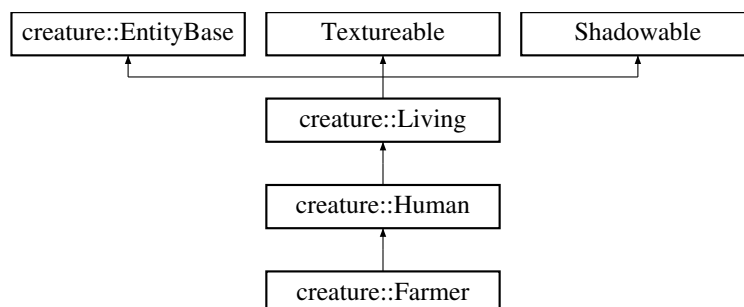 creature::EntityBase
Textureable
Shadowable
creature::Living
creature::Human
creature::Farmer